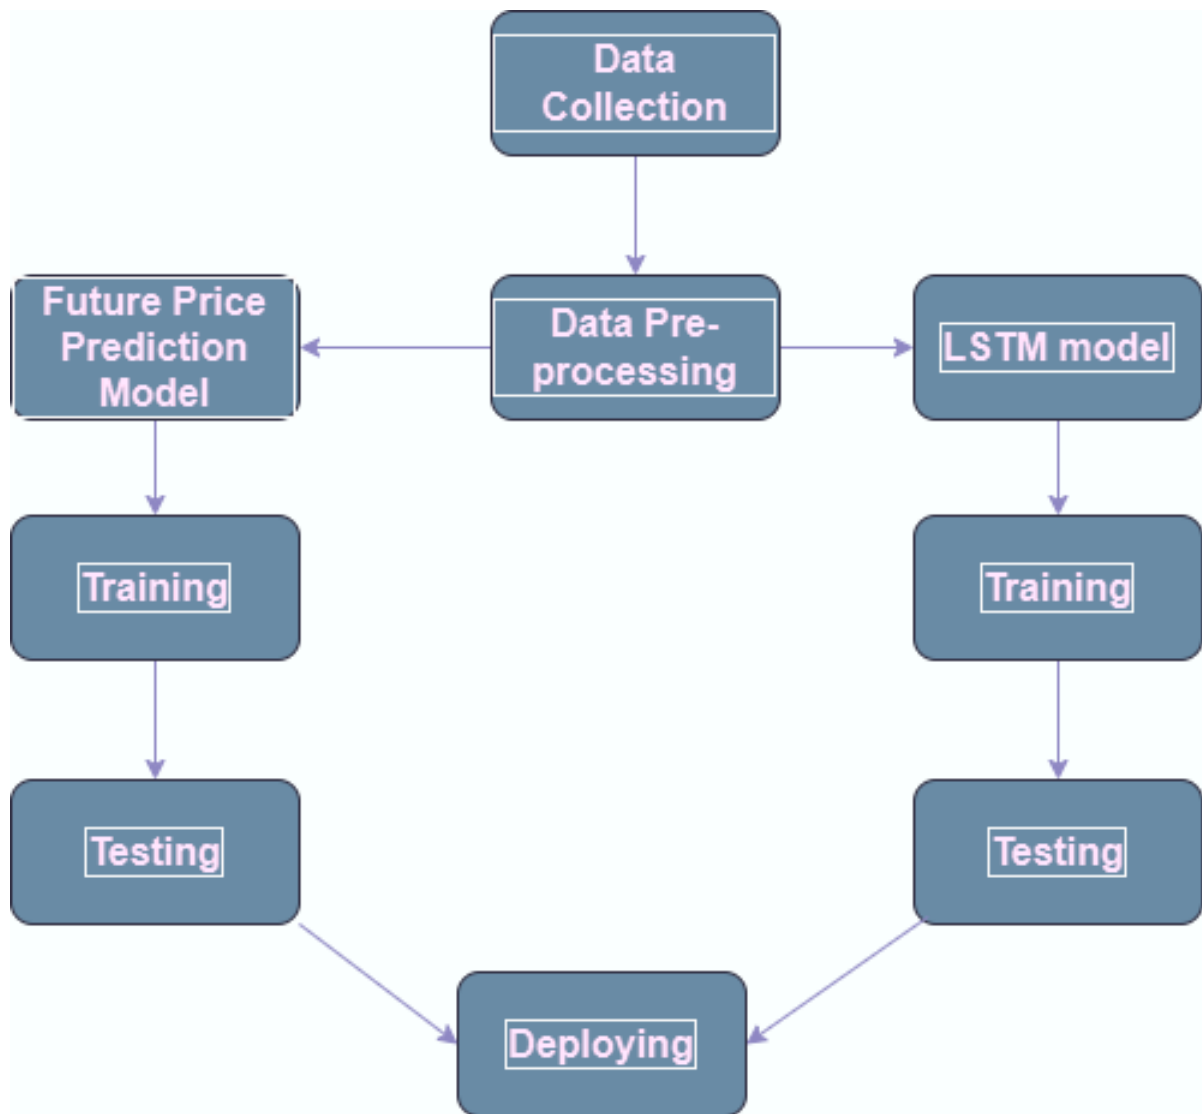 Data
Collection
Future Price
Prediction
Model
Data Pre-
processing
LSTM model
Training
Training
Testing
Testing
Deploying